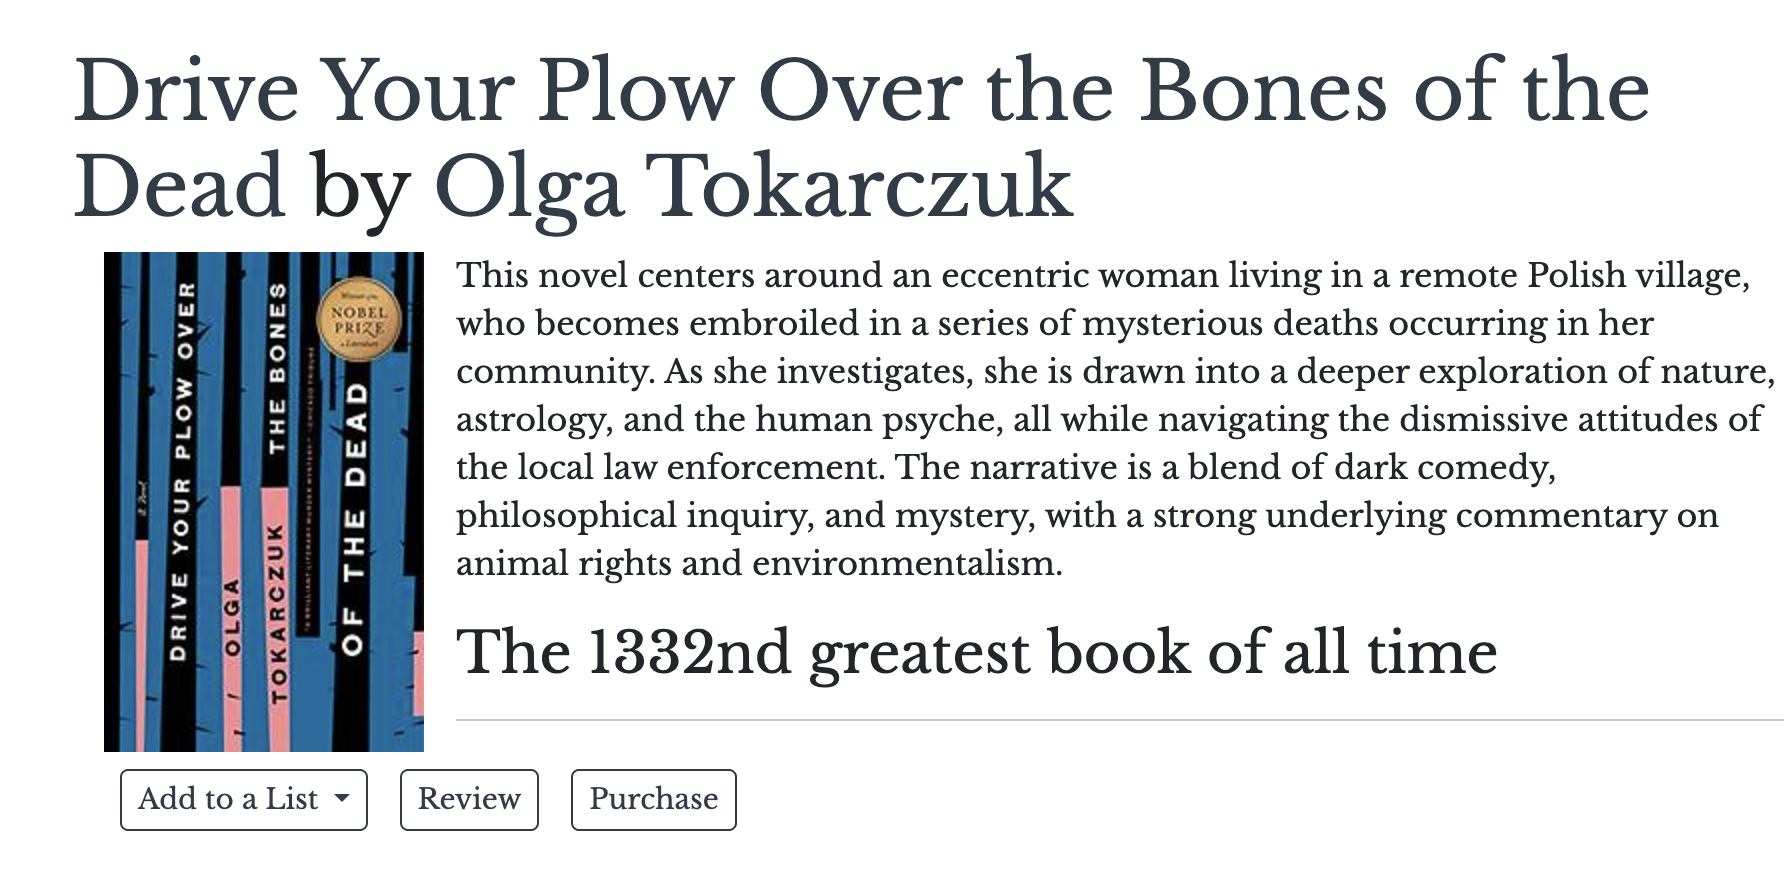 Drive Your Plow Over the Bones of the
Dead by Olga Tokarczuk
A Novel
DRIVE YOUR PLOW OVER
OLGA
TOKARCZUK
THE BONES
"A BRILLIANT LITERARY MURDER MYSTERY." —CHICAGO TRIBUNE
OF THE DEAD
Winner of the
NOBEL
PRIZE
in Literature
This novel centers around an eccentric woman living in a remote Polish village,
who becomes embroiled in a series of mysterious deaths occurring in her
community. As she investigates, she is drawn into a deeper exploration of nature,
astrology, and the human psyche, all while navigating the dismissive attitudes of
the local law enforcement. The narrative is a blend of dark comedy,
philosophical inquiry, and mystery, with a strong underlying commentary on
animal rights and environmentalism.
The 1332nd greatest book of all time
Add to a List
Review
Purchase